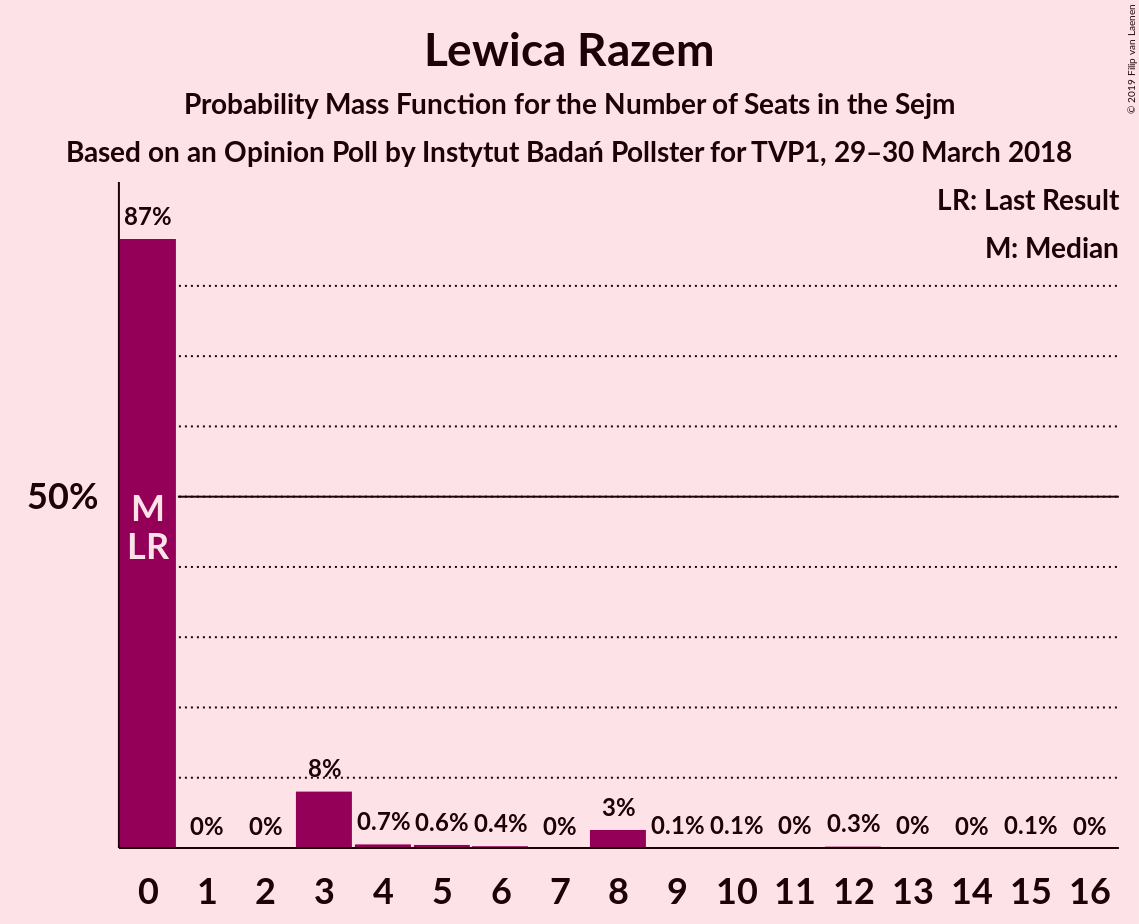 Lewica Razem
Probability Mass Function for the Number of Seats in the Sejm
Based on an Opinion Poll by Instytut Badań Pollster for TVP1, 29–30 March 2018
© 2019 Filip van Laenen
LR: Last Result
M: Median
87%
50%
M
LR
8%
0% 0% 0.7% 0.6% 0.4% 0% 3% 0.1% 0.1% 0% 0.3% 0% 0% 0.1% 0%
0 1 2 3 4 5 6 7 8 9 10 11 12 13 14 15 16